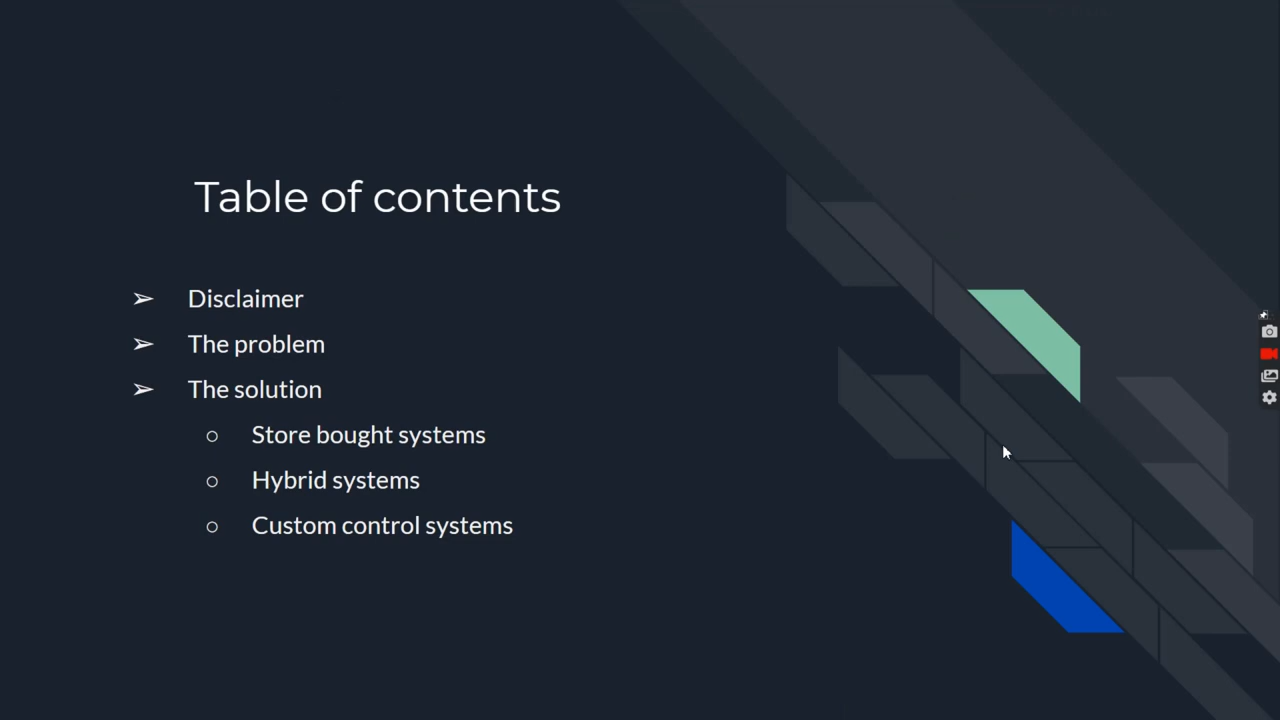 Table of contents
➢ Disclaimer
➢ The problem
➢ The solution
○ Store bought systems
○ Hybrid systems
○ Custom control systems